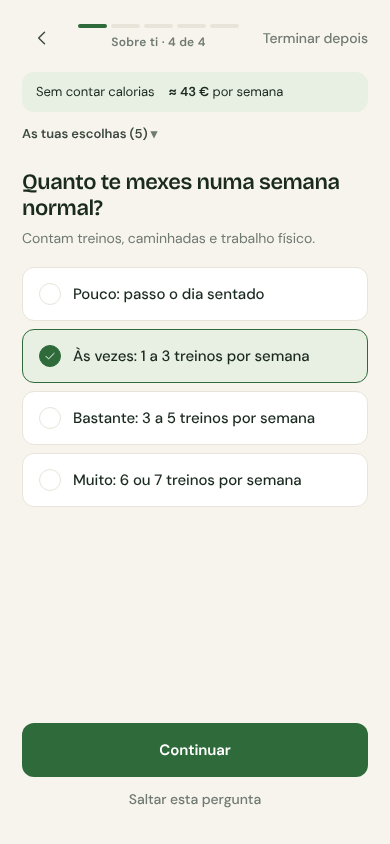 Sobre ti · 4 de 4
Terminar depois
Sem contar calorias ≈ 43 € por semana
As tuas escolhas (5) ▾
Quanto te mexes numa semana
normal?
Contam treinos, caminhadas e trabalho físico.
Pouco: passo o dia sentado
Às vezes: 1 a 3 treinos por semana
Bastante: 3 a 5 treinos por semana
Muito: 6 ou 7 treinos por semana
Continuar
Saltar esta pergunta